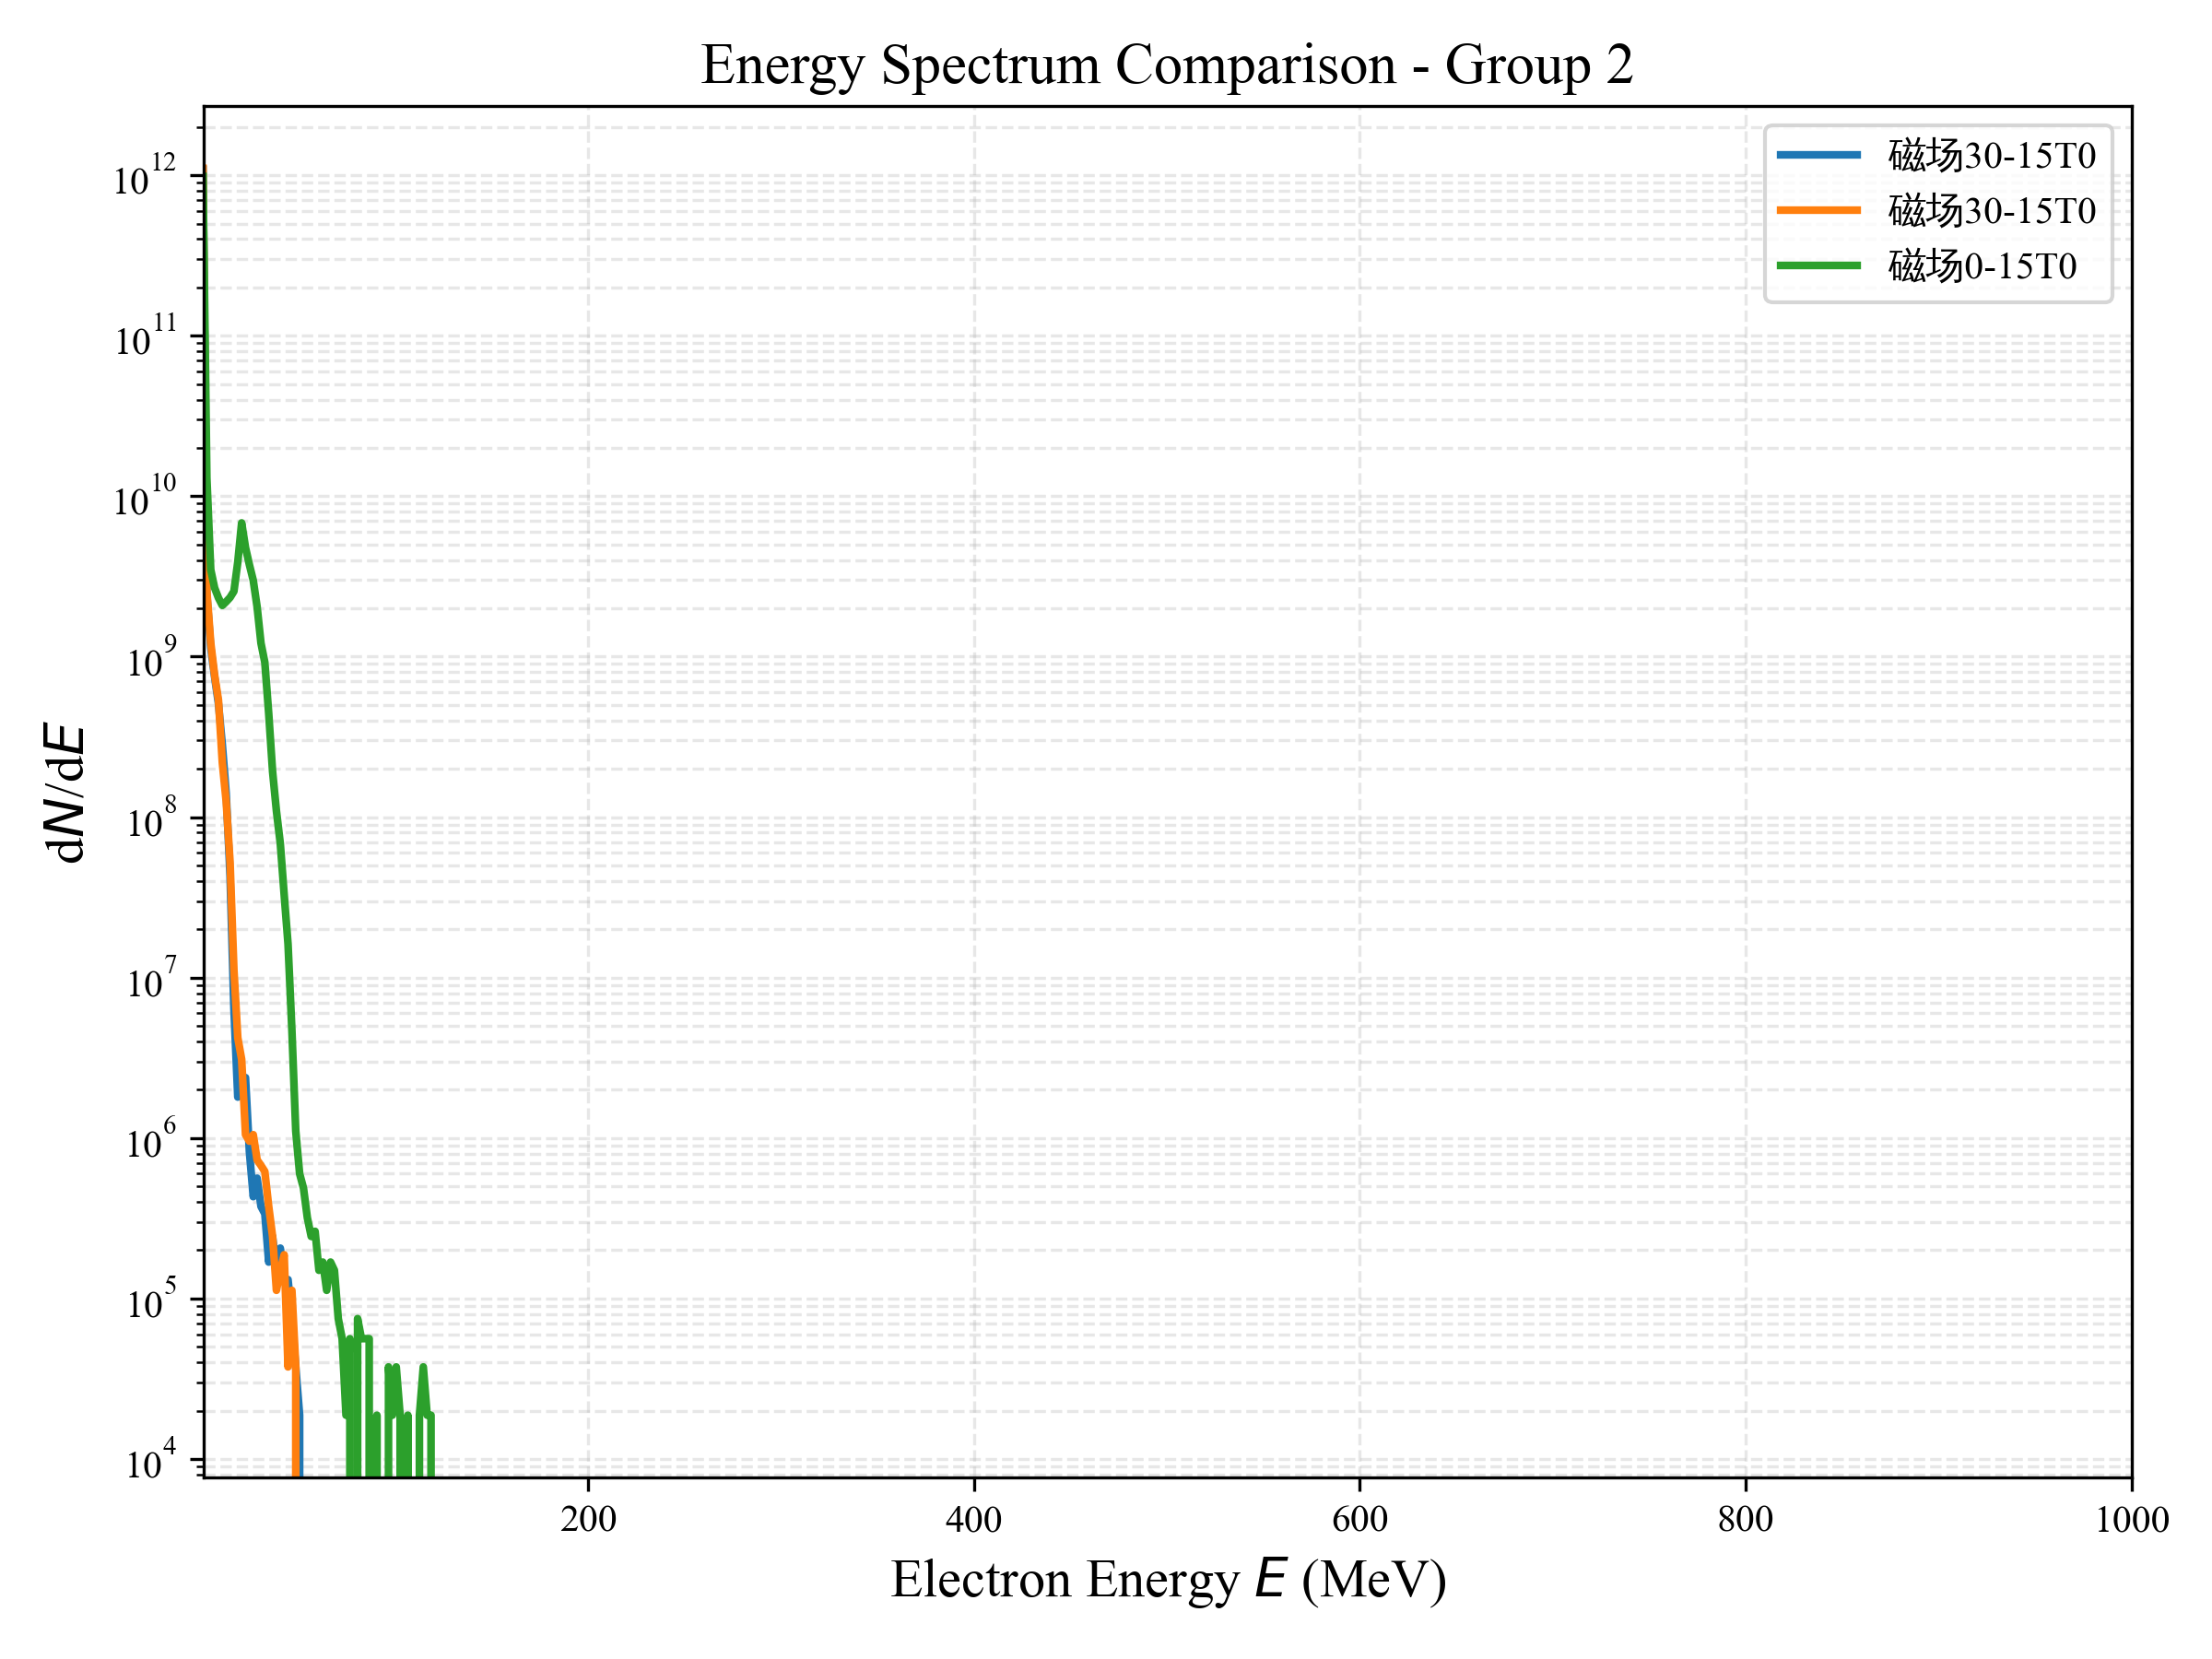 Energy Spectrum Comparison - Group 2
磁场30-15T0
磁场30-15T0
磁场0-15T0
10^12
10^11
10^10
10^9
10^8
10^7
10^6
10^5
10^4
dN/dE
200 400 600 800 1000
Electron Energy E (MeV)